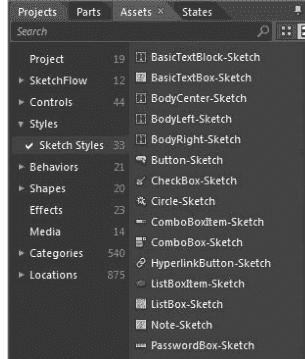 Projects Parts Assets × States
Search
Project 19
SketchFlow 12
Controls 44
Styles
Sketch Styles 33
Behaviors 21
Shapes 20
Effects 23
Media 14
Categories 540
Locations 875
BasicTextBlock-Sketch
BasicTextBox-Sketch
BodyCenter-Sketch
BodyLeft-Sketch
BodyRight-Sketch
Button-Sketch
CheckBox-Sketch
Circle-Sketch
ComboBoxItem-Sketch
ComboBox-Sketch
HyperlinkButton-Sketch
ListBoxItem-Sketch
ListBox-Sketch
Note-Sketch
PasswordBox-Sketch